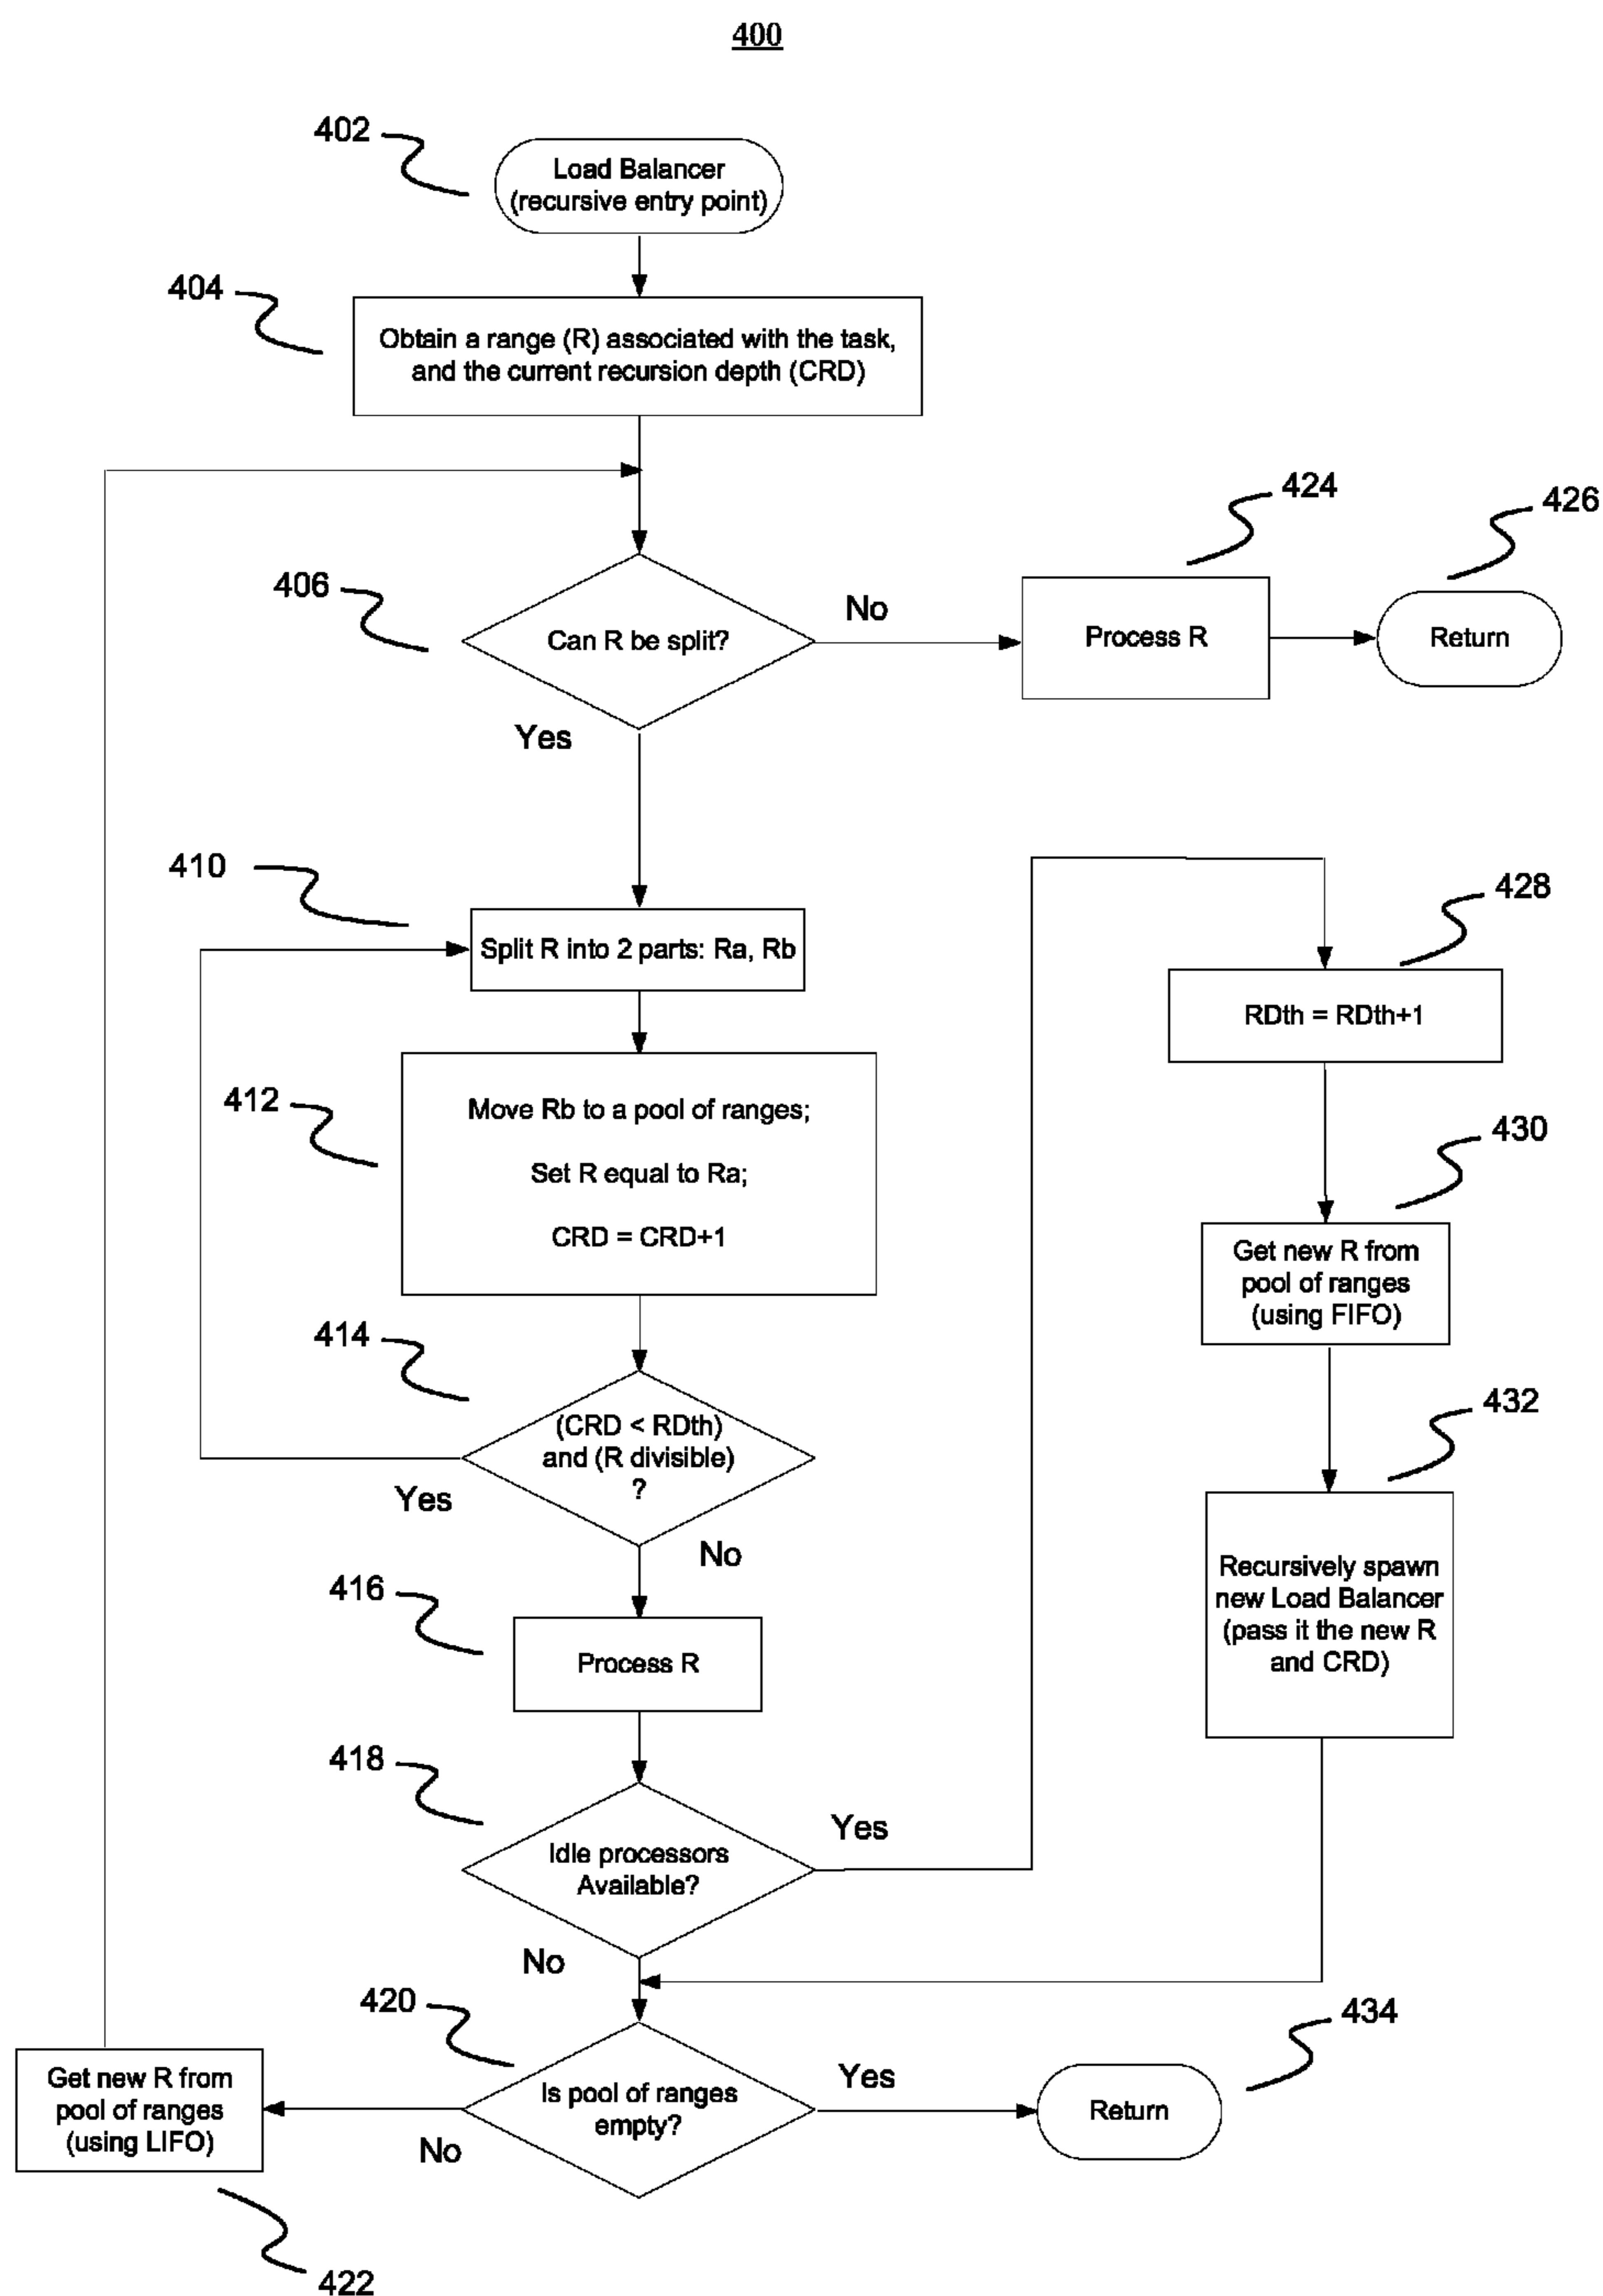 400
402
Load Balancer
(recursive entry point)
404
Obtain a range (R) associated with the task,
and the current recursion depth (CRD)
424
426
406
Can R be split?
No
Process R
Return
Yes
410
Split R into 2 parts: Ra, Rb
428
RDth = RDth+1
412
Move Rb to a pool of ranges;
Set R equal to Ra;
CRD = CRD+1
430
Get new R from
pool of ranges
(using FIFO)
414
(CRD < RDth)
and (R divisible)
?
Yes
No
432
Recursively spawn
new Load Balancer
(pass it the new R
and CRD)
416
Process R
418
Idle processors
Available?
Yes
No
420
Is pool of ranges
empty?
Yes
434
Return
No
Get new R from
pool of ranges
(using LIFO)
422